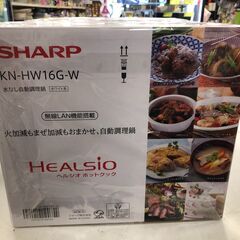 SHARP
KN-HW16G-W
水なし自動調理鍋
ホワイト系
無線LAN機能搭載
火加減もまぜ加減もおまかせ、自動調理鍋
HEALSIO
ヘルシオ ホットクック